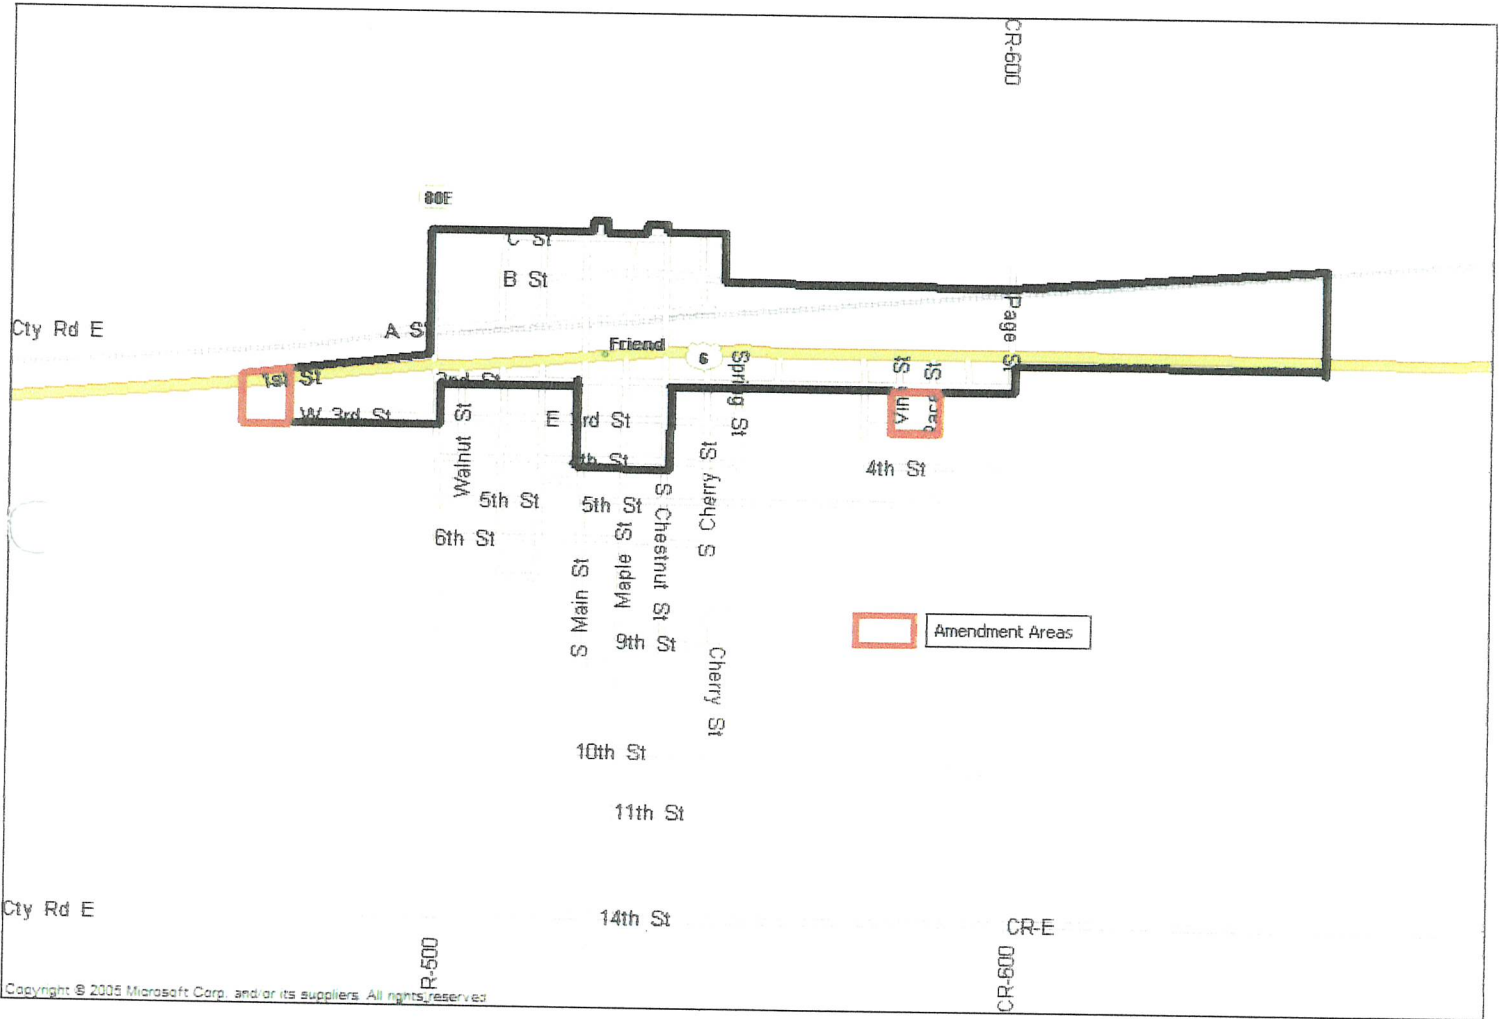 CR-600
80E
C St
B St
Cty Rd E
A St
Friend
6
Page St
1st St
2nd St
Spring St
Vine St
Race St
W 3rd St
Walnut St
E 3rd St
4th St
4th St
5th St
5th St
S Cherry St
6th St
S Chestnut St
Maple St
S Main St
9th St
Amendment Areas
Cherry St
10th St
11th St
Cty Rd E
14th St
CR-E
R-500
CR-600
Copyright © 2005 Microsoft Corp. and/or its suppliers. All rights reserved